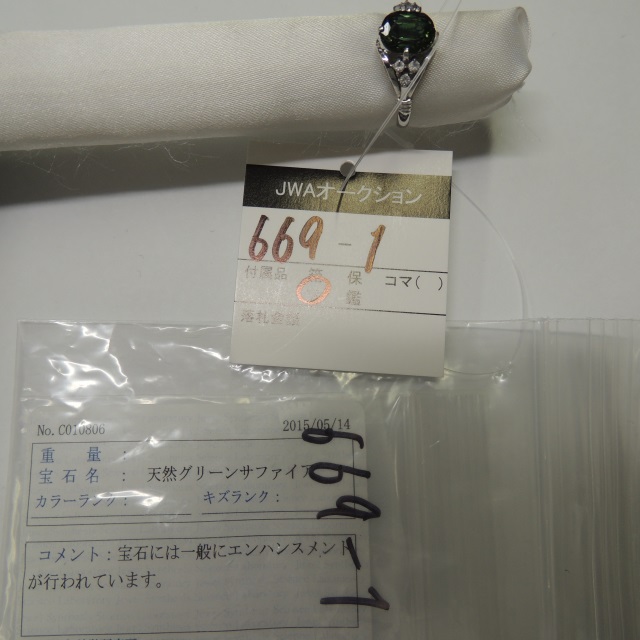 JWAオークション
669-1
付属品 箱 保 コマ( )
鑑
落札金額
No. C010806 2015/05/14
重 量 :
宝石名 : 天然グリーンサファイア
カラーランク: キズランク:
コメント:宝石には一般にエンハンスメント
が行われています。
669-1